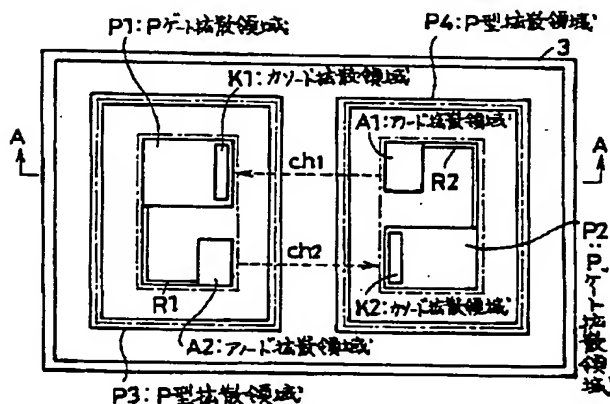 P1:Pゲート拡散領域
P4:P型拡散領域
3
K1:カソード拡散領域
A1:アノード拡散領域
A
A
ch1
R2
P2:Pゲート拡散領域
ch2
R1
K2:カソード拡散領域
A2:アノード拡散領域
P3:P型拡散領域